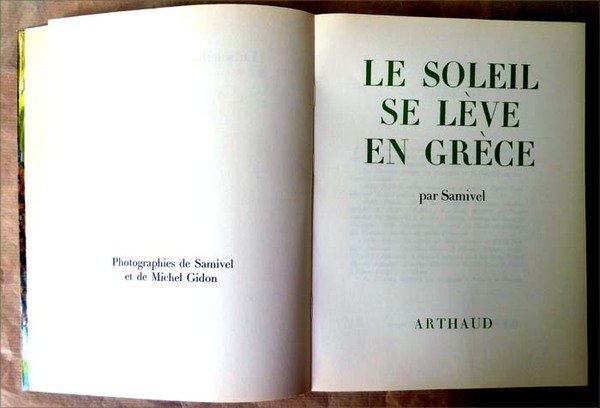 Photographies de Samivel
et de Michel Gidon
LE SOLEIL
SE LÈVE
EN GRÈCE
par Samivel
ARTHAUD